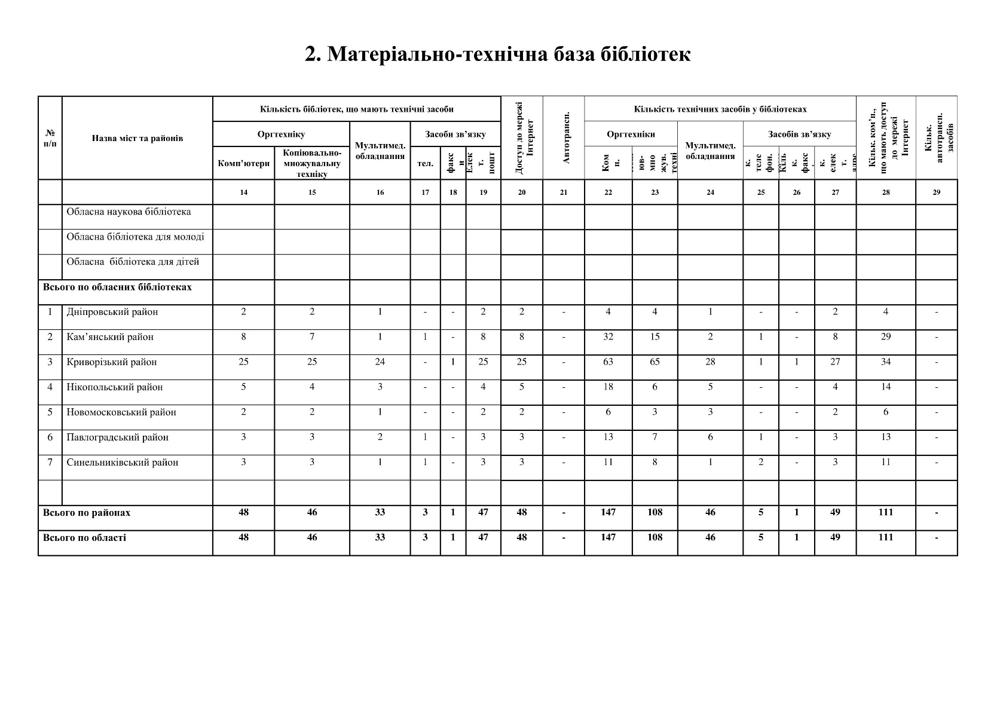 2. Матеріально-технічна база бібліотек
№ п/п
Назва міст та районів
Кількість бібліотек, що мають технічні засоби
Оргтехніку
Комп’ютери
Копіювально-
множувальну
техніку
Мультимед.
обладнання
Засоби зв’язку
тел.
факс
и
Елек
т.
пошт
Доступ до мережі
Інтернет
Автотрансп.
Кількість технічних засобів у бібліотеках
Оргтехніки
Ком
п.
юв-
мно
жув.
техні
Мультимед.
обладнання
Засобів зв’язку
к.
теле
фон.
Кіль
к.
факс
.
к.
елек
т.
адре
Кільк. ком’п.,
що мають доступ
до мережі
Інтернет
Кільк.
автотрансп.
засобів
14 15 16 17 18 19 20 21 22 23 24 25 26 27 28 29
Обласна наукова бібліотека
Обласна бібліотека для молоді
Обласна бібліотека для дітей
Всього по обласних бібліотеках
1 Дніпровський район 2 2 1 - - 2 2 - 4 4 1 - - 2 4 -
2 Кам’янський район 8 7 1 1 - 8 8 - 32 15 2 1 - 8 29 -
3 Криворізький район 25 25 24 - 1 25 25 - 63 65 28 1 1 27 34 -
4 Нікопольський район 5 4 3 - - 4 5 - 18 6 5 - - 4 14 -
5 Новомосковський район 2 2 1 - - 2 2 - 6 3 3 - - 2 6 -
6 Павлоградський район 3 3 2 1 - 3 3 - 13 7 6 1 - 3 13 -
7 Синельниківський район 3 3 1 1 - 3 3 - 11 8 1 2 - 3 11 -
Всього по районах 48 46 33 3 1 47 48 - 147 108 46 5 1 49 111 -
Всього по області 48 46 33 3 1 47 48 - 147 108 46 5 1 49 111 -